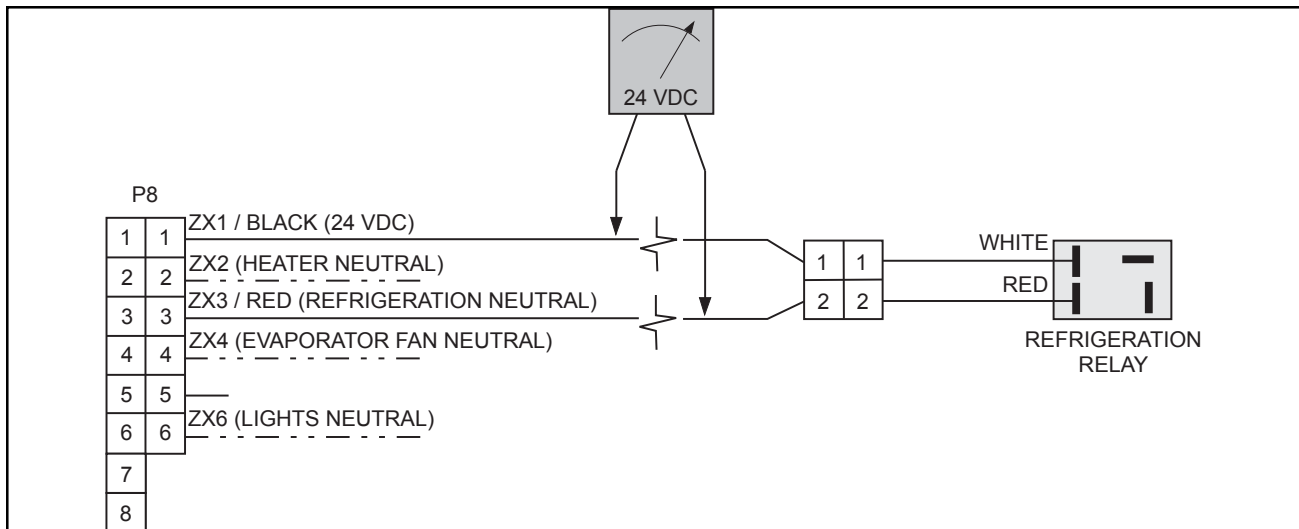 24 VDC
P8
1 1 ZX1 / BLACK (24 VDC)
2 2 ZX2 (HEATER NEUTRAL)
3 3 ZX3 / RED (REFRIGERATION NEUTRAL)
4 4 ZX4 (EVAPORATOR FAN NEUTRAL)
5 5
6 6 ZX6 (LIGHTS NEUTRAL)
7
8
1 1 WHITE
2 2 RED
REFRIGERATION
RELAY